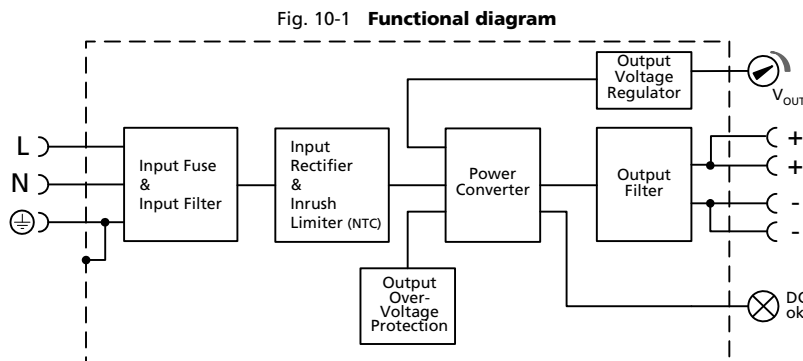 Fig. 10-1 Functional diagram
Output
Voltage
Regulator
V OUT
L
N
Input Fuse
&
Input Filter
Input
Rectifier
&
Inrush
Limiter (NTC)
Power
Converter
Output
Filter
+
+
-
-
Output
Over-
Voltage
Protection
DC
ok